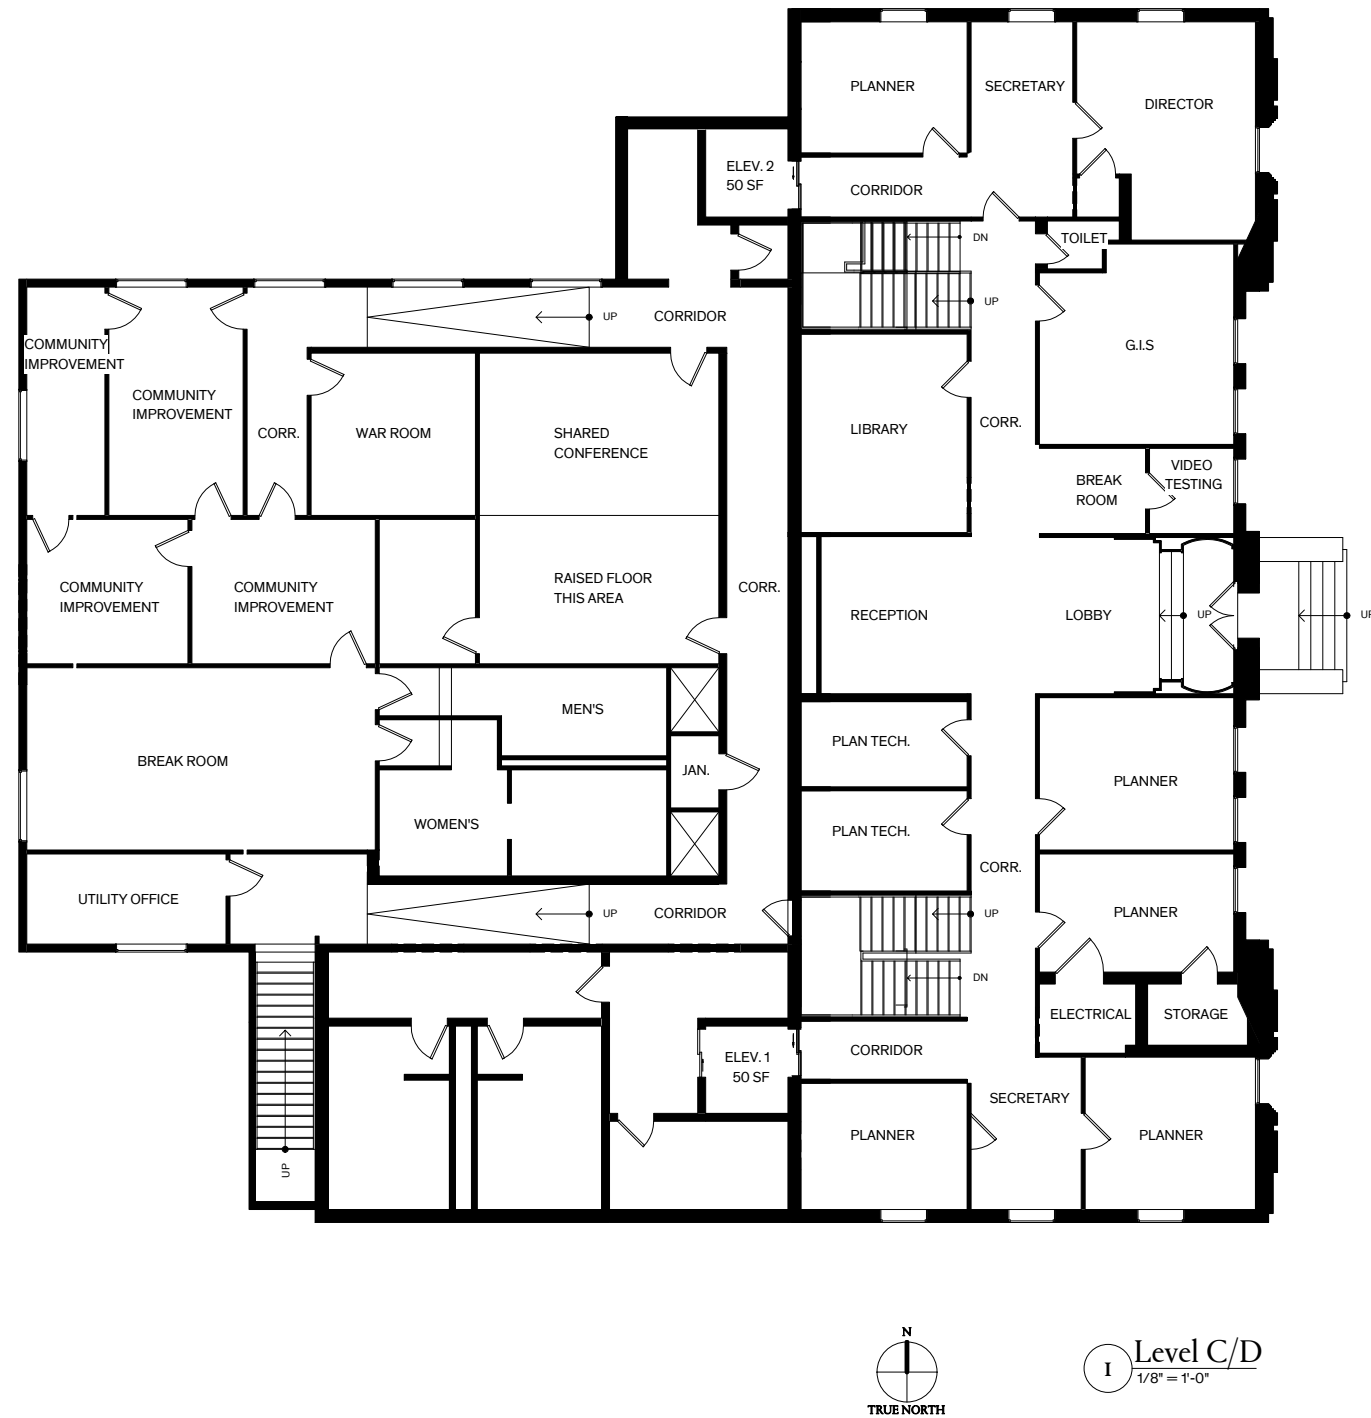 PLANNER
SECRETARY
DIRECTOR
ELEV. 2
50 SF
CORRIDOR
DN
TOILET
UP
UP
CORRIDOR
COMMUNITY
IMPROVEMENT
COMMUNITY
IMPROVEMENT
CORR.
WAR ROOM
SHARED
CONFERENCE
G.I.S
LIBRARY
CORR.
BREAK
ROOM
VIDEO
TESTING
COMMUNITY
IMPROVEMENT
COMMUNITY
IMPROVEMENT
RAISED FLOOR
THIS AREA
CORR.
RECEPTION
LOBBY
UP
UP
MEN'S
BREAK ROOM
JAN.
WOMEN'S
PLAN TECH.
PLANNER
PLAN TECH.
CORR.
UTILITY OFFICE
UP
CORRIDOR
UP
PLANNER
DN
ELECTRICAL
STORAGE
ELEV. 1
50 SF
CORRIDOR
SECRETARY
PLANNER
PLANNER
UP
N
TRUE NORTH
I
Level C/D
1/8" = 1'-0"